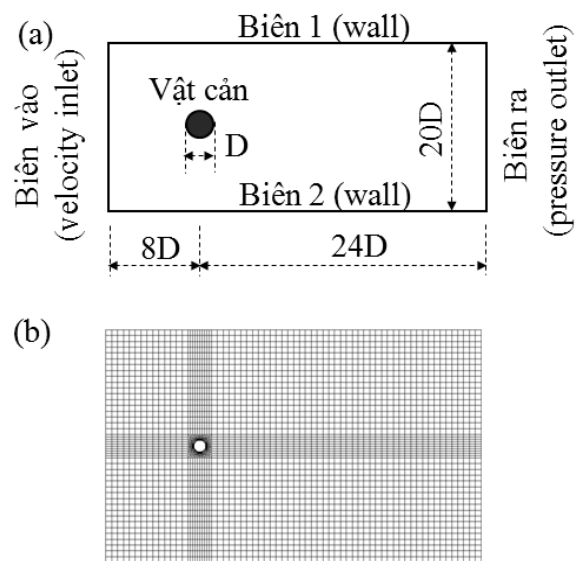 (a)
Biên 1 (wall)
Vật cản
D
Biên vào
(velocity inlet)
20D
Biên ra
(pressure outlet)
Biên 2 (wall)
8D
24D
(b)